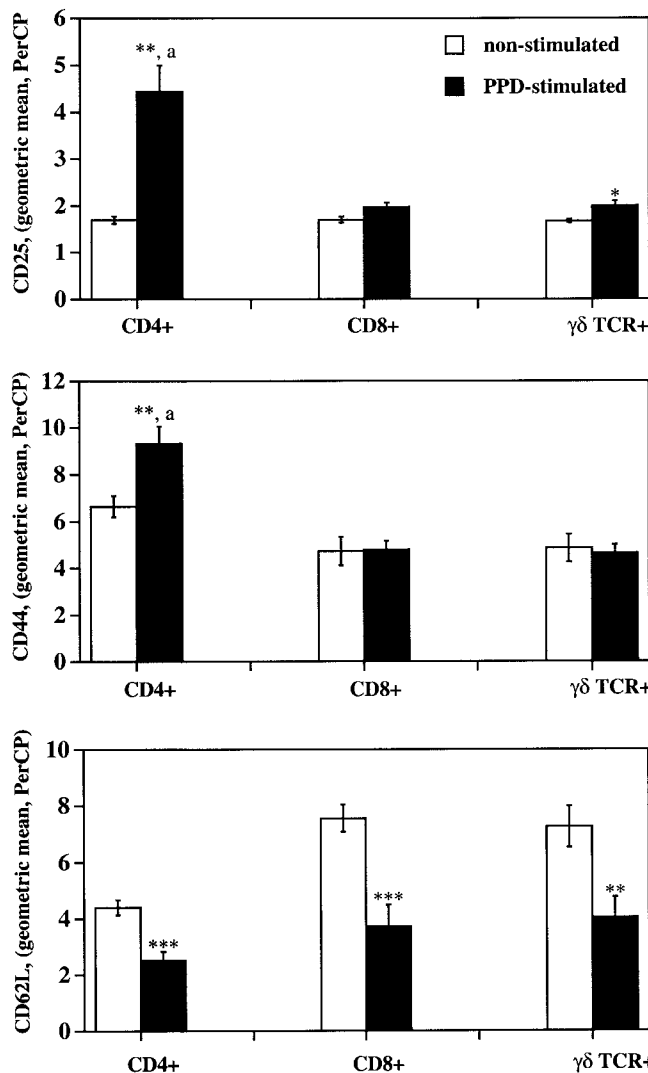 CD25, (geometric mean, PerCP
6
5
4
3
2
1
0
**, a
*
non-stimulated
PPD-stimulated
CD4+
CD8+
γδ TCR+
CD44, (geometric mean, PerCP)
12
10
8
6
4
2
0
**, a
CD4+
CD8+
γδ TCR+
CD62L, (geometric mean, PerCP)
10
8
6
4
2
0
***
***
**
CD4+
CD8+
γδ TCR+